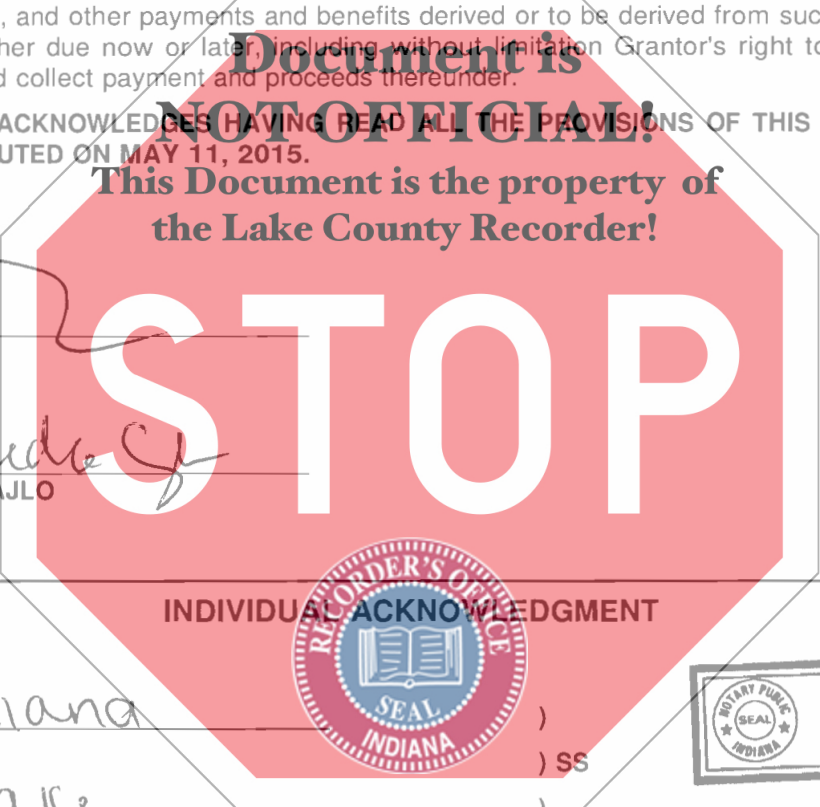 , and other payments and benefits derived or to be derived from suc
her due now or later, including without limitation Grantor's right to
d collect payment and proceeds thereunder.
Document is
NOT OFFICIAL!
ACKNOWLEDGES HAVING READ ALL THE PROVISIONS OF THIS
UTED ON MAY 11, 2015.
This Document is the property of
the Lake County Recorder!
STOP
AJLO
RECORDER'S OFFICE
INDIVIDUAL ACKNOWLEDGMENT
SEAL
INDIANA
iana )
) SS
)
NOTARY PUBLIC
SEAL
INDIANA